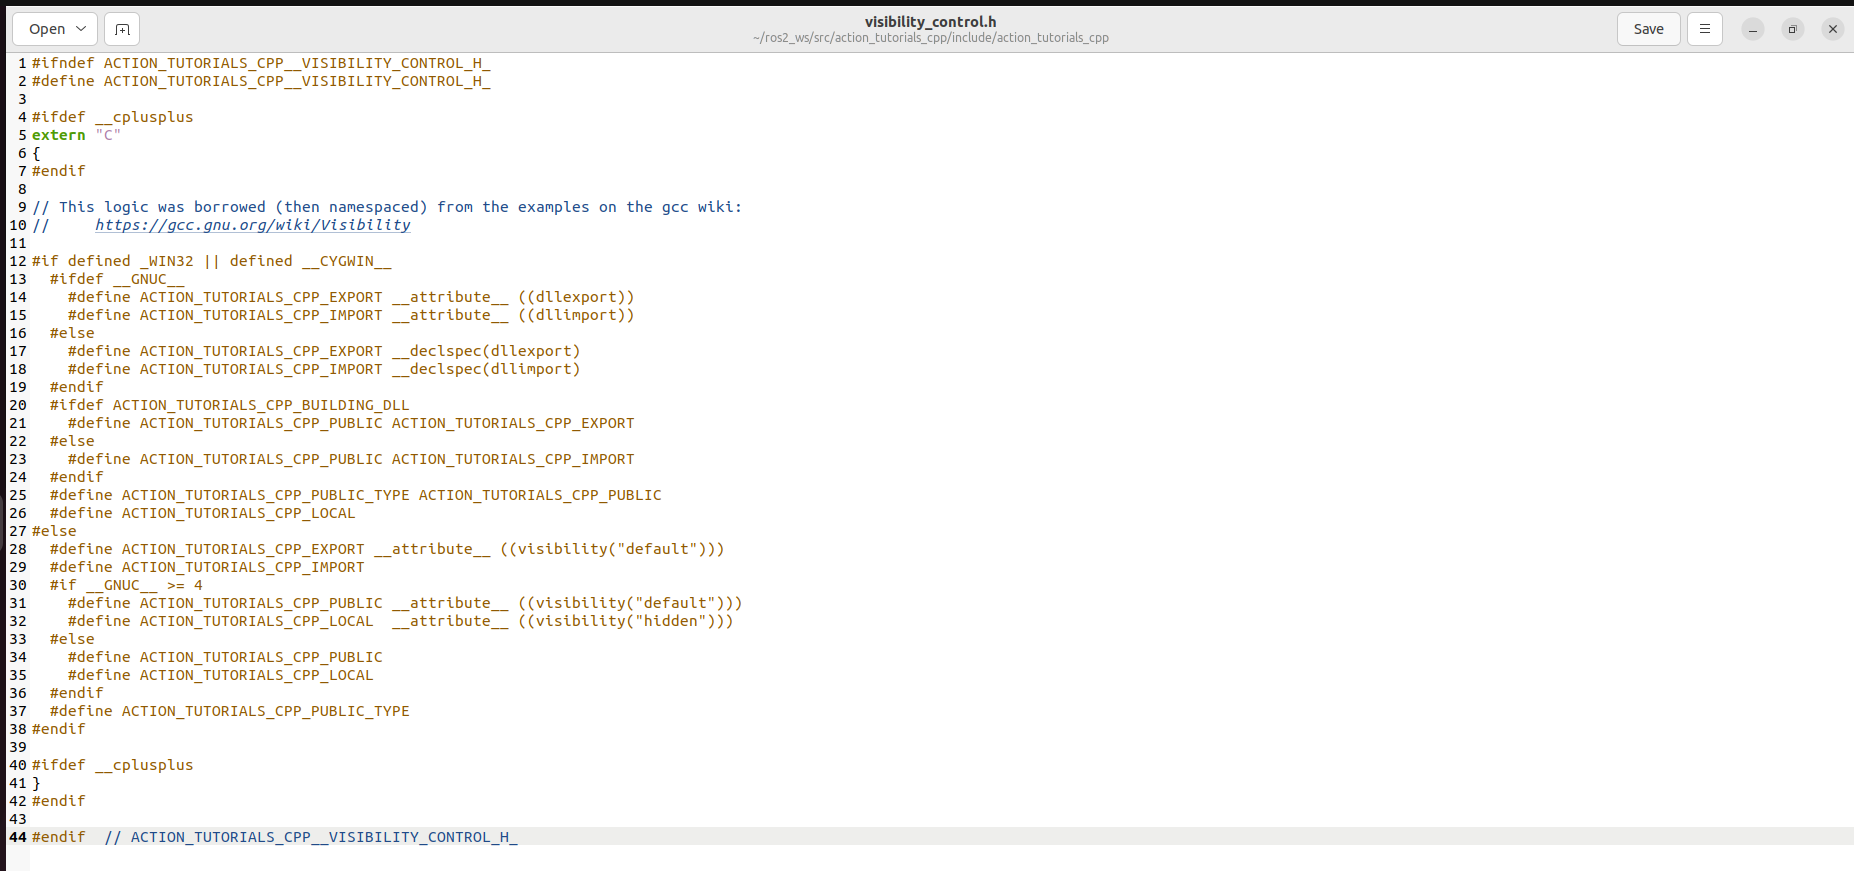 Open
visibility_control.h
~/ros2_ws/src/action_tutorials_cpp/include/action_tutorials_cpp
Save
1 #ifndef ACTION_TUTORIALS_CPP__VISIBILITY_CONTROL_H_
2 #define ACTION_TUTORIALS_CPP__VISIBILITY_CONTROL_H_
3
4 #ifdef __cplusplus
5 extern "C"
6 {
7 #endif
8
9 // This logic was borrowed (then namespaced) from the examples on the gcc wiki:
10 //     https://gcc.gnu.org/wiki/Visibility
11
12 #if defined _WIN32 || defined __CYGWIN__
13   #ifdef __GNUC__
14     #define ACTION_TUTORIALS_CPP_EXPORT __attribute__ ((dllexport))
15     #define ACTION_TUTORIALS_CPP_IMPORT __attribute__ ((dllimport))
16   #else
17     #define ACTION_TUTORIALS_CPP_EXPORT __declspec(dllexport)
18     #define ACTION_TUTORIALS_CPP_IMPORT __declspec(dllimport)
19   #endif
20   #ifdef ACTION_TUTORIALS_CPP_BUILDING_DLL
21     #define ACTION_TUTORIALS_CPP_PUBLIC ACTION_TUTORIALS_CPP_EXPORT
22   #else
23     #define ACTION_TUTORIALS_CPP_PUBLIC ACTION_TUTORIALS_CPP_IMPORT
24   #endif
25   #define ACTION_TUTORIALS_CPP_PUBLIC_TYPE ACTION_TUTORIALS_CPP_PUBLIC
26   #define ACTION_TUTORIALS_CPP_LOCAL
27 #else
28   #define ACTION_TUTORIALS_CPP_EXPORT __attribute__ ((visibility("default")))
29   #define ACTION_TUTORIALS_CPP_IMPORT
30   #if __GNUC__ >= 4
31     #define ACTION_TUTORIALS_CPP_PUBLIC __attribute__ ((visibility("default")))
32     #define ACTION_TUTORIALS_CPP_LOCAL  __attribute__ ((visibility("hidden")))
33   #else
34     #define ACTION_TUTORIALS_CPP_PUBLIC
35     #define ACTION_TUTORIALS_CPP_LOCAL
36   #endif
37   #define ACTION_TUTORIALS_CPP_PUBLIC_TYPE
38 #endif
39
40 #ifdef __cplusplus
41 }
42 #endif
43
44 #endif  // ACTION_TUTORIALS_CPP__VISIBILITY_CONTROL_H_